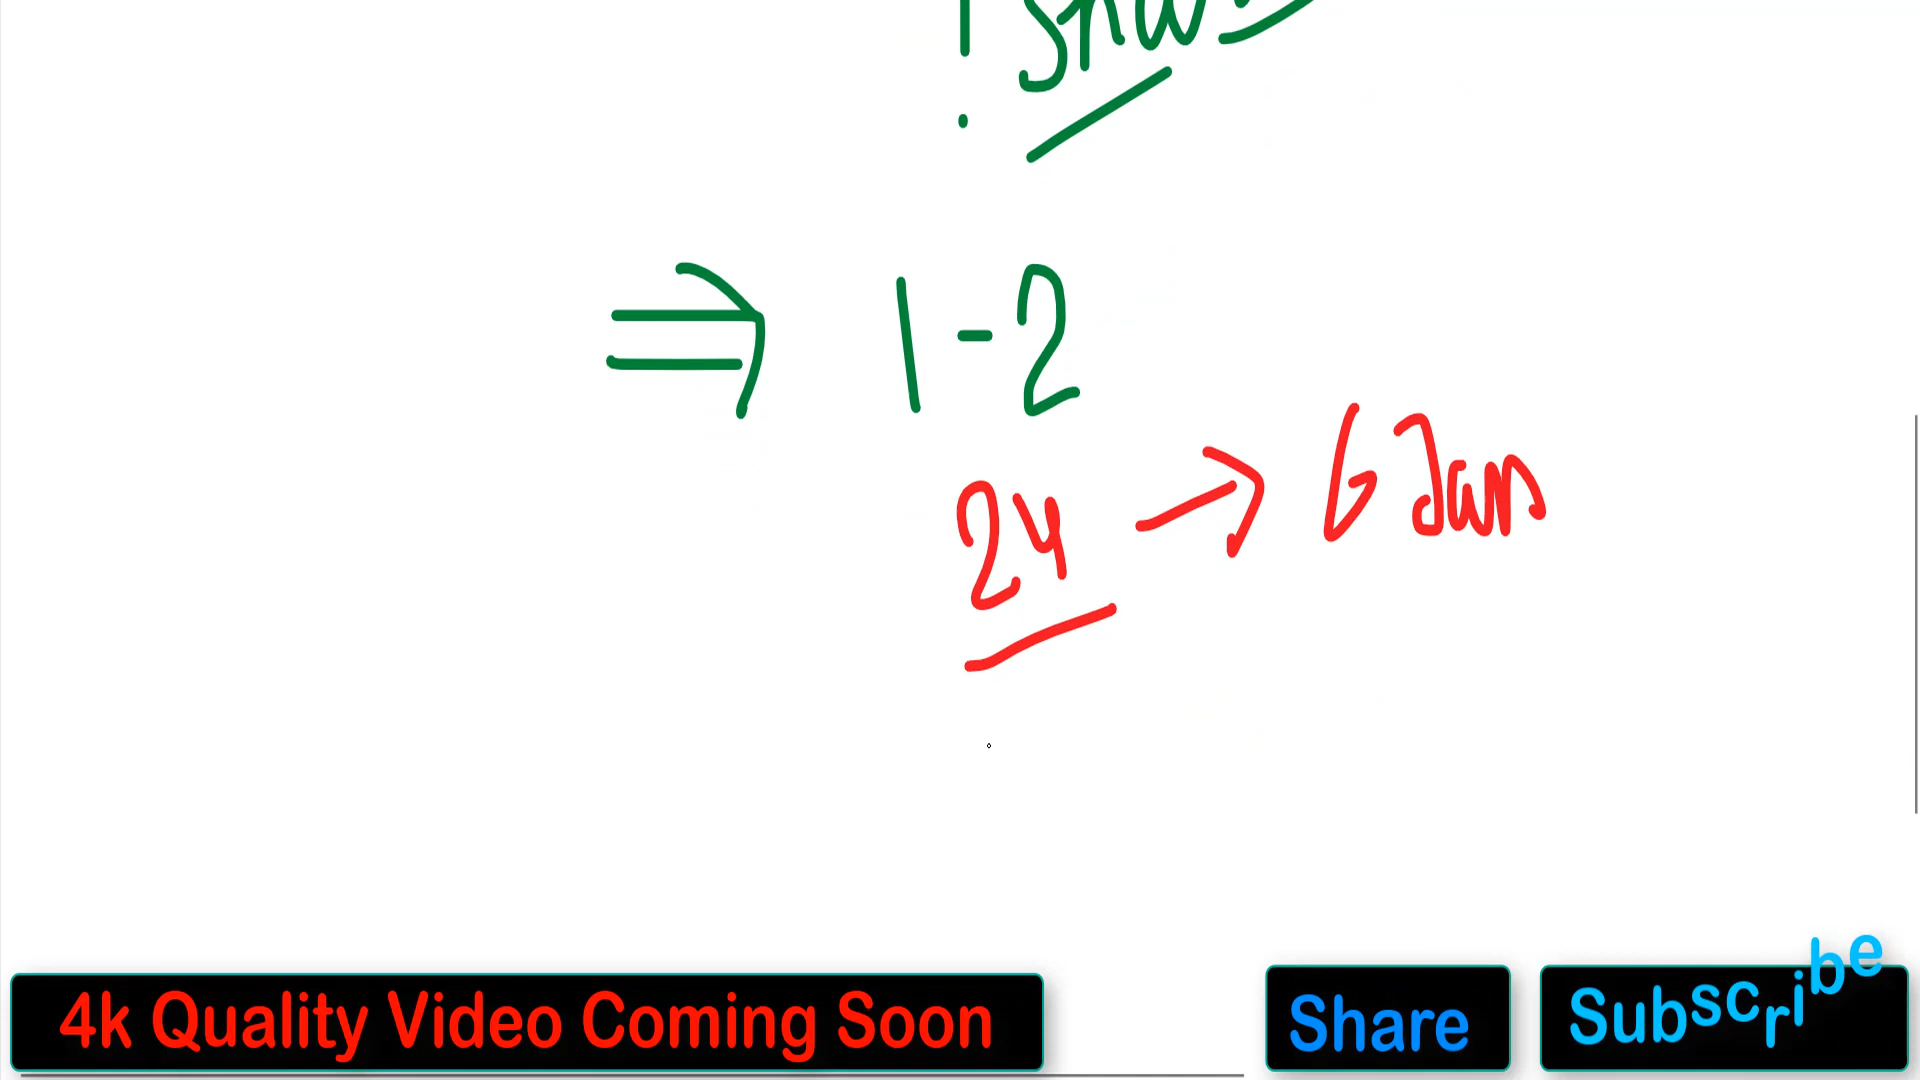 ⇒ 1-2
24 → 6 Jan
4k Quality Video Coming Soon
Share
Subscribe